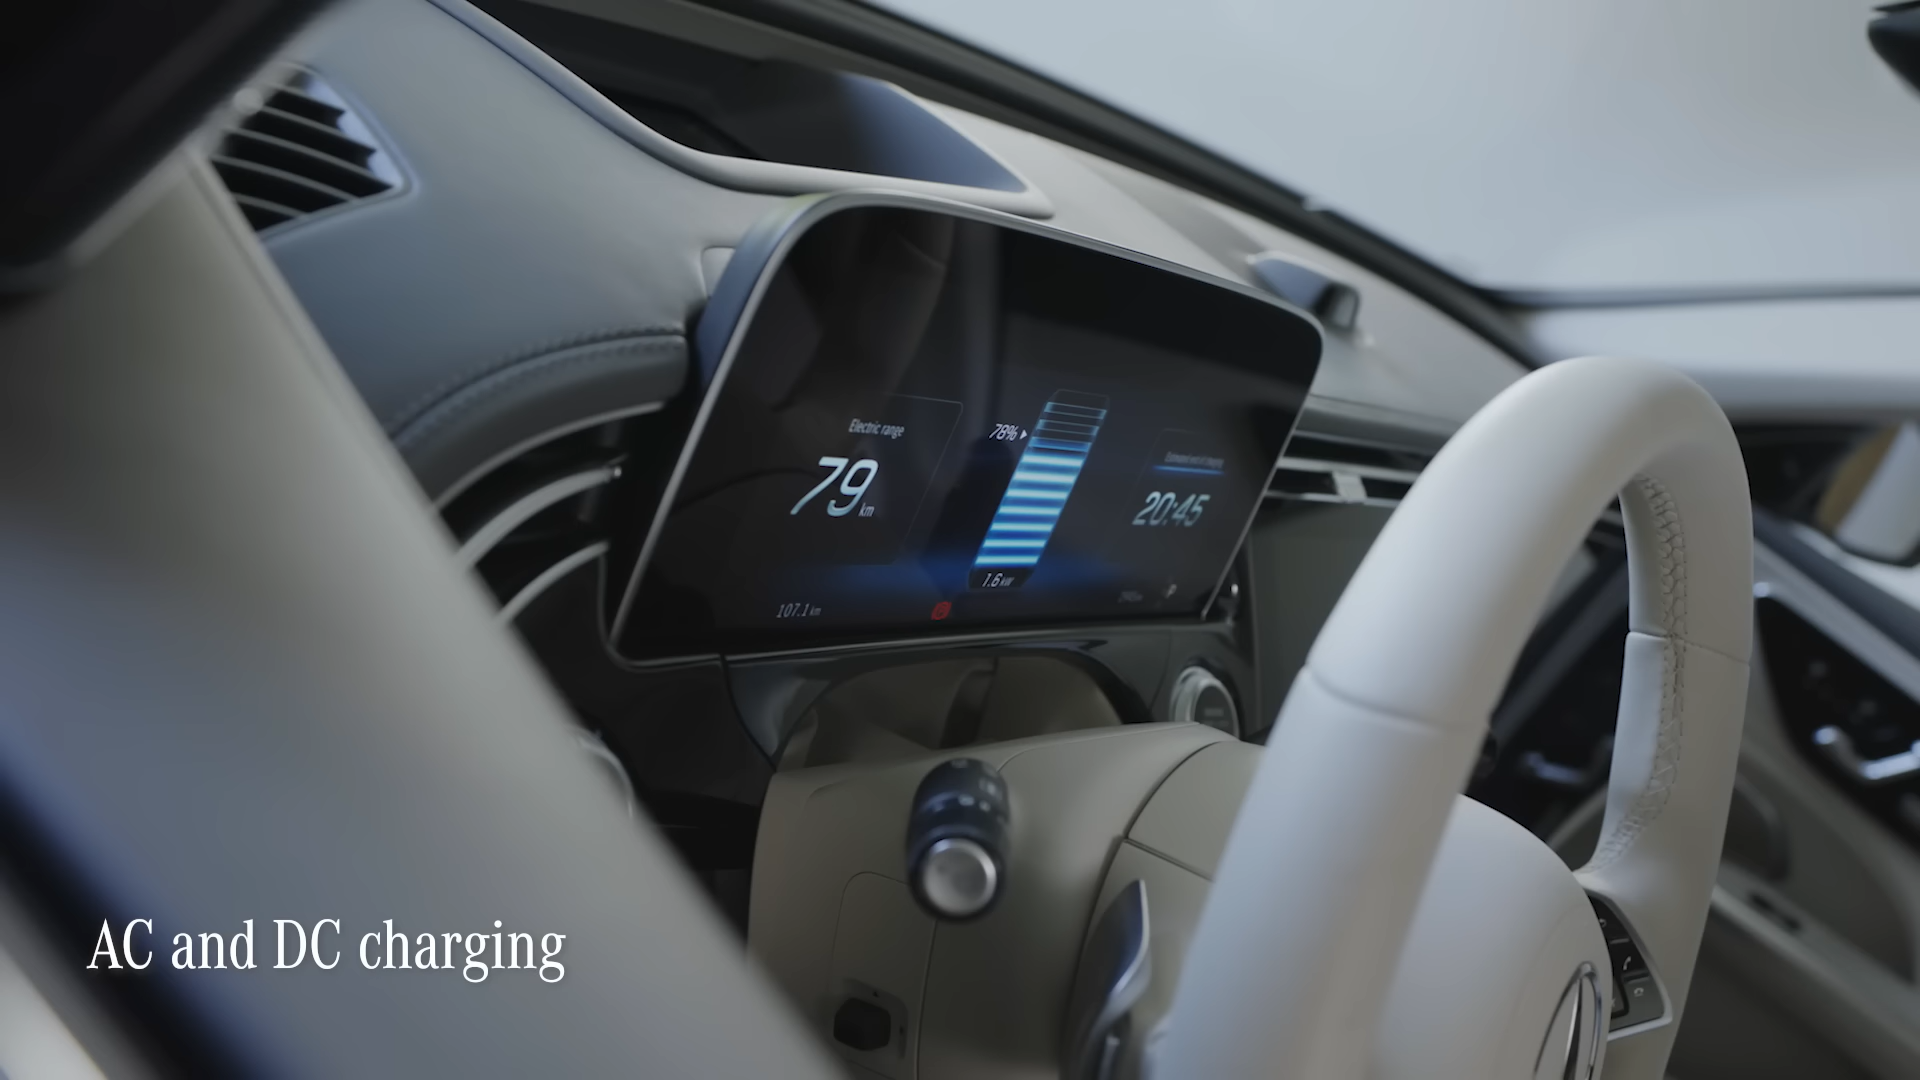 Electric range
79 km
78%
20:45
1.6 kW
107.1 km
AC and DC charging